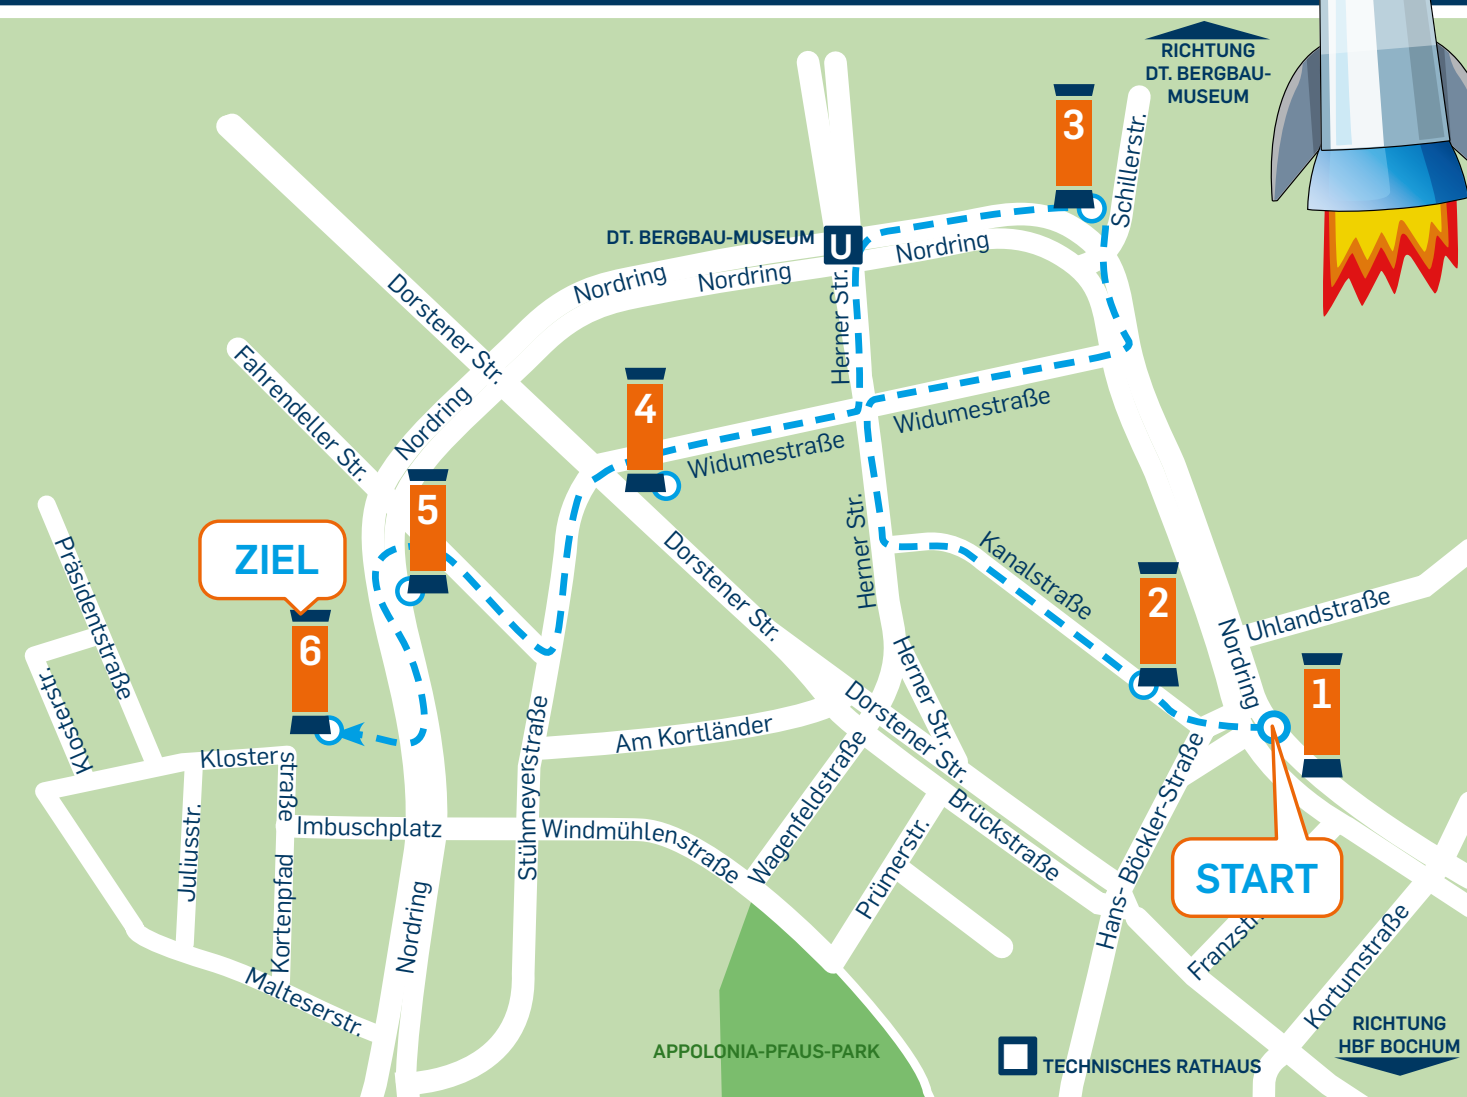 RICHTUNG
DT. BERGBAU-
MUSEUM
3
Schillerstr.
DT. BERGBAU-MUSEUM
U
Nordring
Nordring
Nordring
Herner Str.
Dorstener Str.
Fahrendeller Str.
Nordring
4
Widumestraße
Widumestraße
5
ZIEL
6
Präsidentstraße
Klosterstr.
Dorstener Str.
Herner Str.
Kanalstraße
2
Uhlandstraße
Nordring
1
Herner Str.
Dorstener Str.
Am Kortländer
Stühmeyerstraße
Kloster
straße
Juliusstr.
Imbuschplatz
Windmühlenstraße
Wagenfeldstraße
Prümerstr.
Brückstraße
Hans- Böckler-Straße
START
Kortenpfad
Nordring
Malteserstr.
Kortumstraße
APPOLONIA-PFAUS-PARK
TECHNISCHES RATHAUS
RICHTUNG
HBF BOCHUM